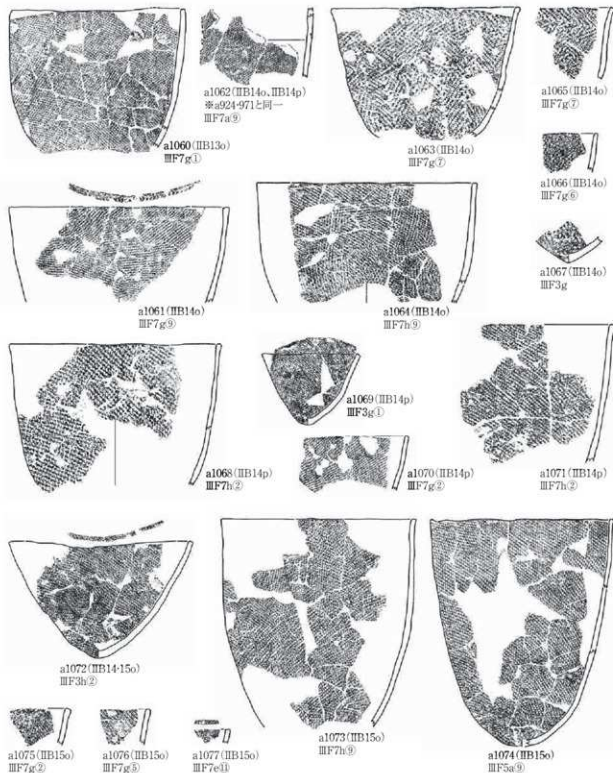 a1060(ⅡB13o)
ⅢF7g①
a1062(ⅡB14o、ⅡB14p)
※a924-971と同一
ⅢF7a⑨
a1063(ⅡB14o)
ⅢF7g⑦
a1065(ⅡB14o)
ⅢF7g⑦
a1066(ⅡB14o)
ⅢF7g⑥
a1067(ⅡB14o)
ⅢF3g
a1061(ⅡB14o)
ⅢF7g⑨
a1064(ⅡB14o)
ⅢF7h⑨
a1068(ⅡB14p)
ⅢF7h②
a1069(ⅡB14p)
ⅢF3g①
a1070(ⅡB14p)
ⅢF7g②
a1071(ⅡB14p)
ⅢF7h②
a1072(ⅡB14-15o)
ⅢF3h②
a1073(ⅡB15o)
ⅢF7h⑨
a1074(ⅡB15o)
ⅢF5a⑨
a1075(ⅡB15o)
ⅢF7g②
a1076(ⅡB15o)
ⅢF7g⑤
a1077(ⅡB15o)
ⅢF7e⑪